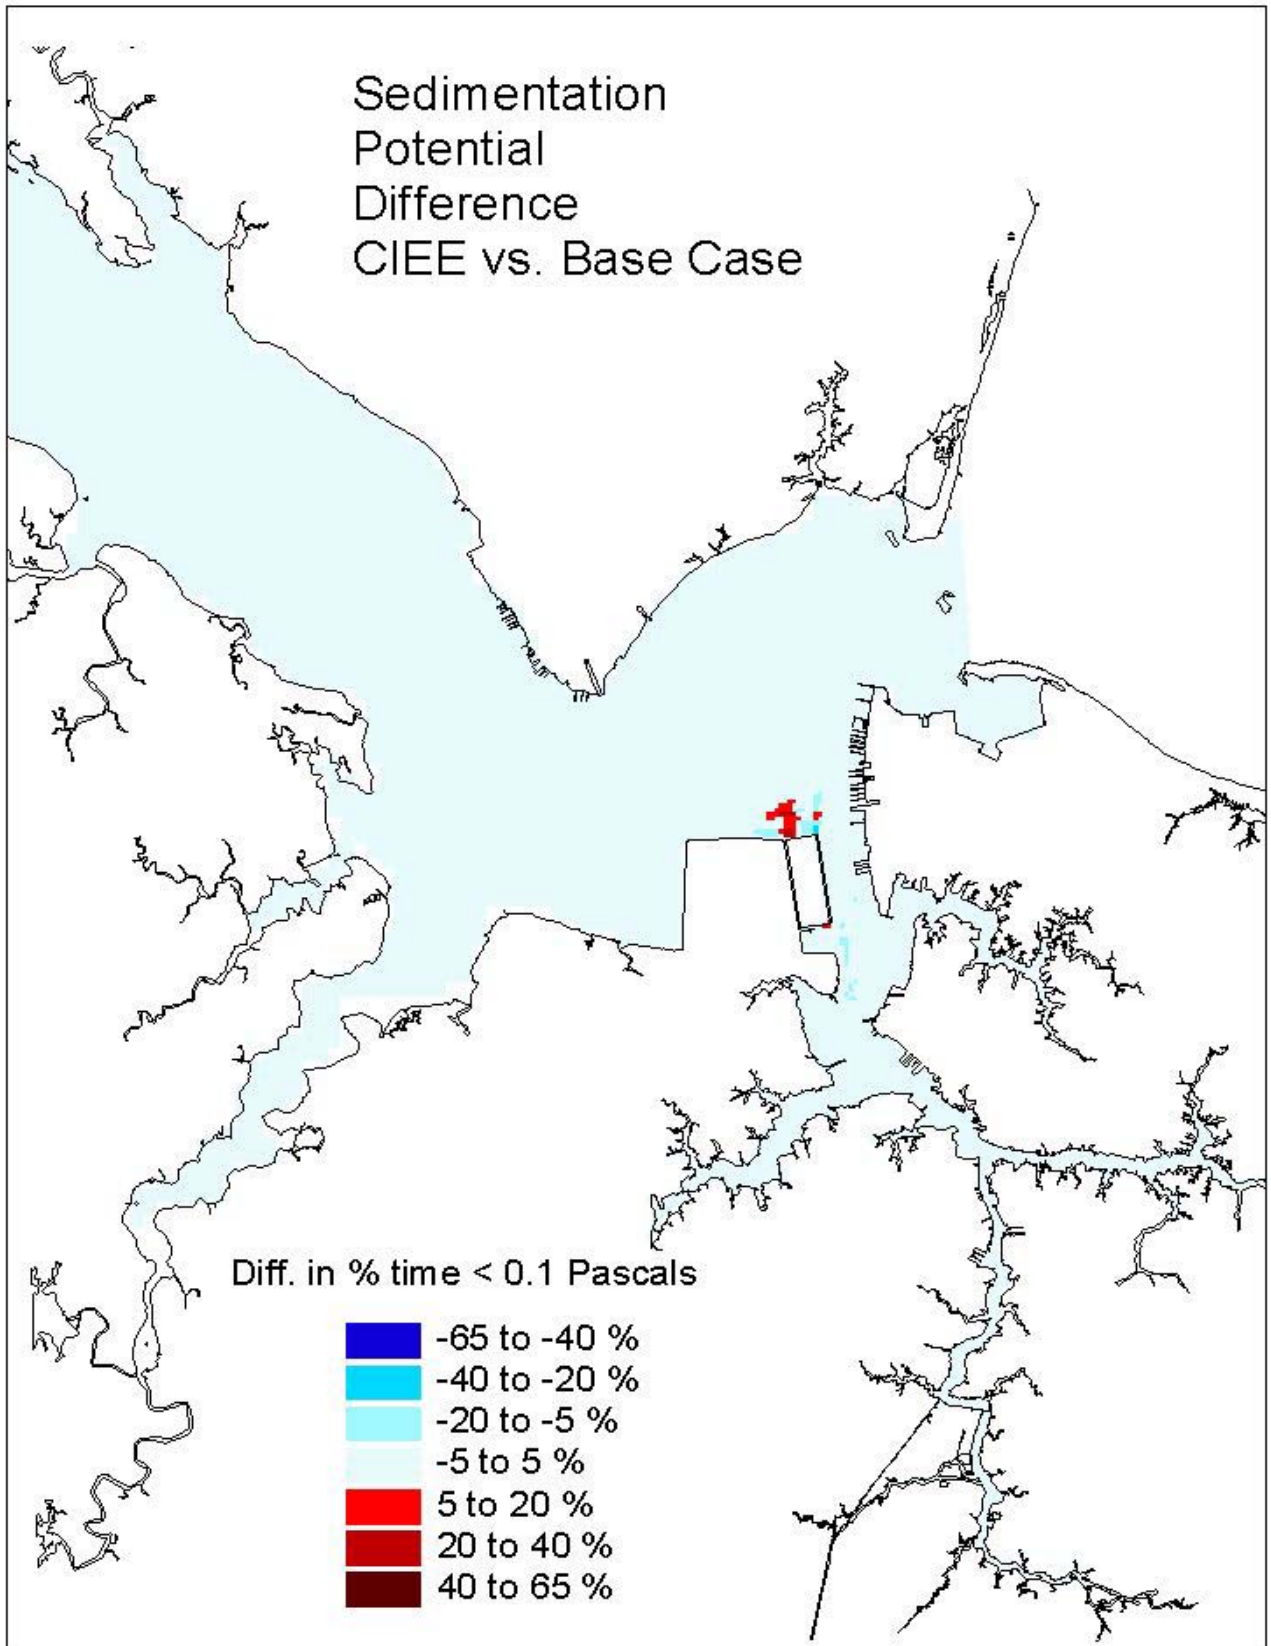 Sedimentation
Potential
Difference
CIEE vs. Base Case
Diff. in % time < 0.1 Pascals
-65 to -40 %
-40 to -20 %
-20 to -5 %
-5 to 5 %
5 to 20 %
20 to 40 %
40 to 65 %